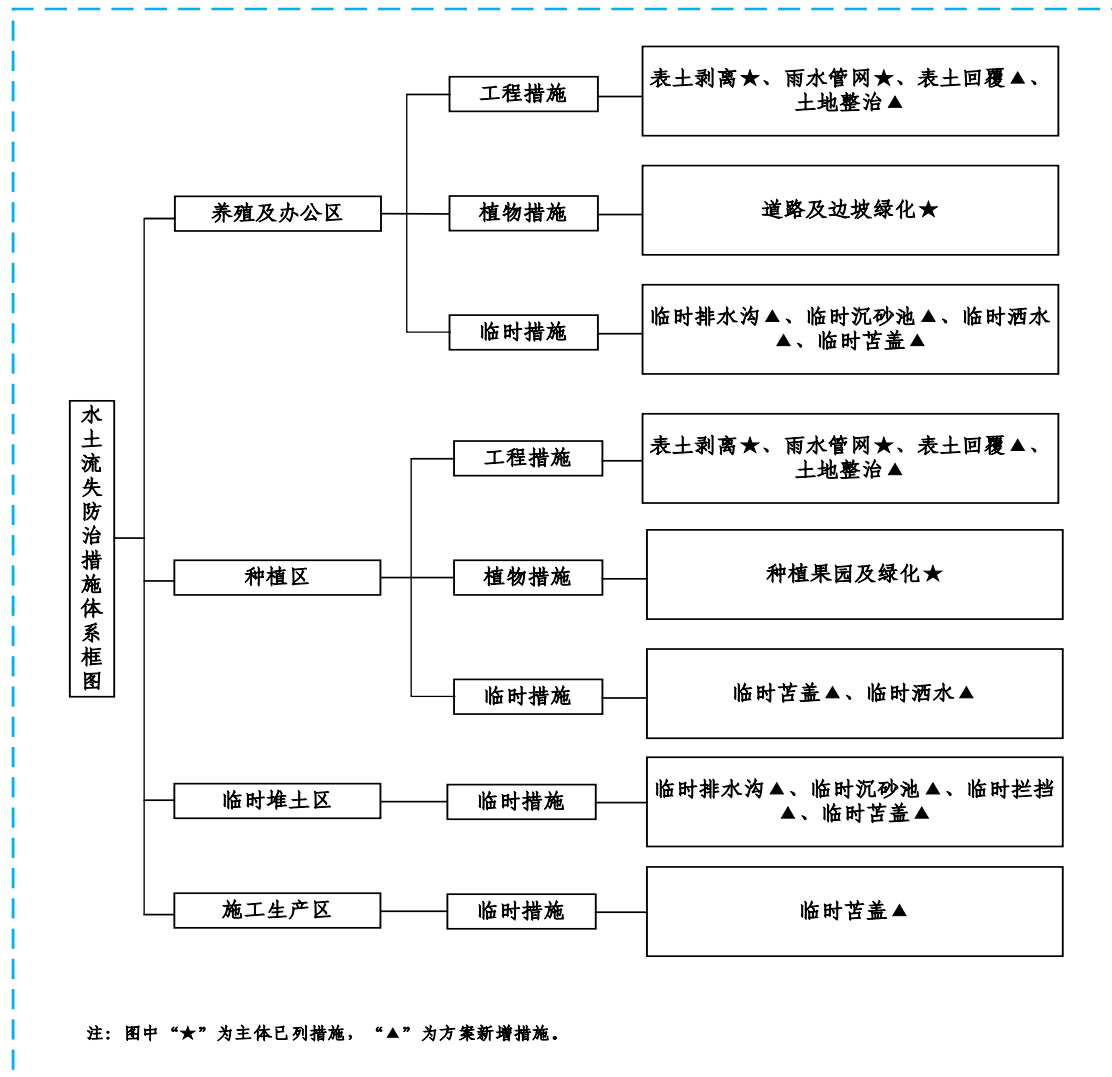 水土流失防治措施体系框图
养殖及办公区
工程措施
表土剥离★、雨水管网★、表土回覆▲、
土地整治▲
植物措施
道路及边坡绿化★
临时措施
临时排水沟▲、临时沉砂池▲、临时洒水
▲、临时苫盖▲
种植区
工程措施
表土剥离★、雨水管网★、表土回覆▲、
土地整治▲
植物措施
种植果园及绿化★
临时措施
临时苫盖▲、临时洒水▲
临时堆土区
临时措施
临时排水沟▲、临时沉砂池▲、临时拦挡
▲、临时苫盖▲
施工生产区
临时措施
临时苫盖▲
注：图中“★”为主体已列措施，“▲”为方案新增措施。